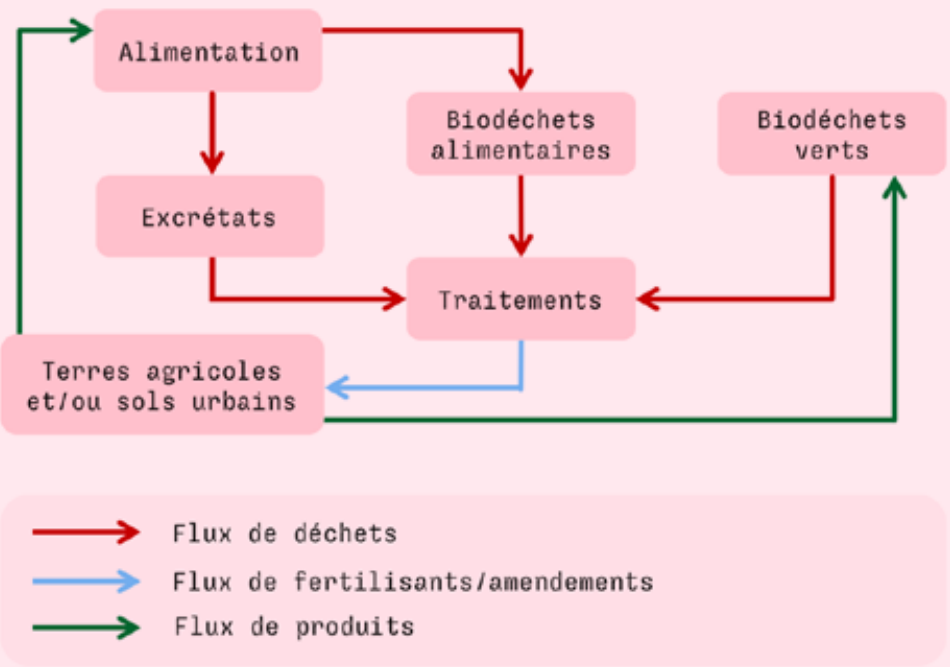 Alimentation
Biodéchets
alimentaires
Biodéchets
verts
Excrétats
Traitements
Terres agricoles
et/ou sols urbains
Flux de déchets
Flux de fertilisants/amendements
Flux de produits